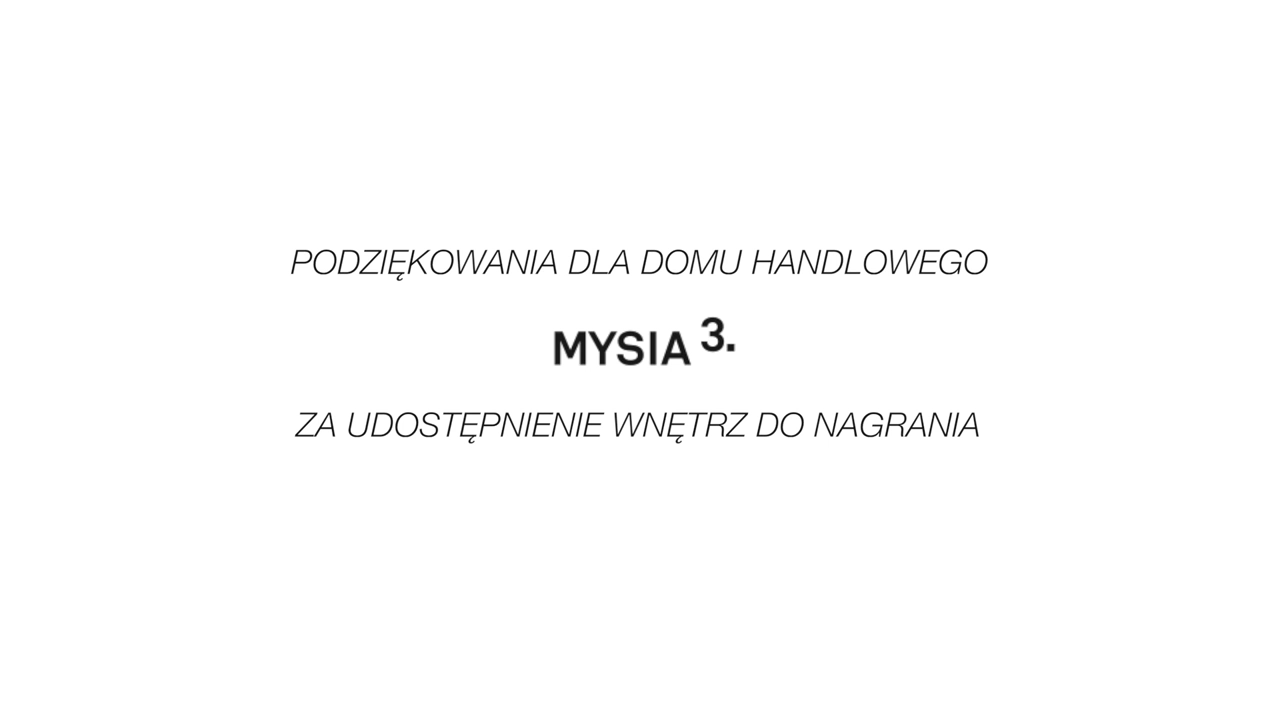 PODZIĘKOWANIA DLA DOMU HANDLOWEGO
MYSIA 3.
ZA UDOSTĘPNIENIE WNĘTRZ DO NAGRANIA